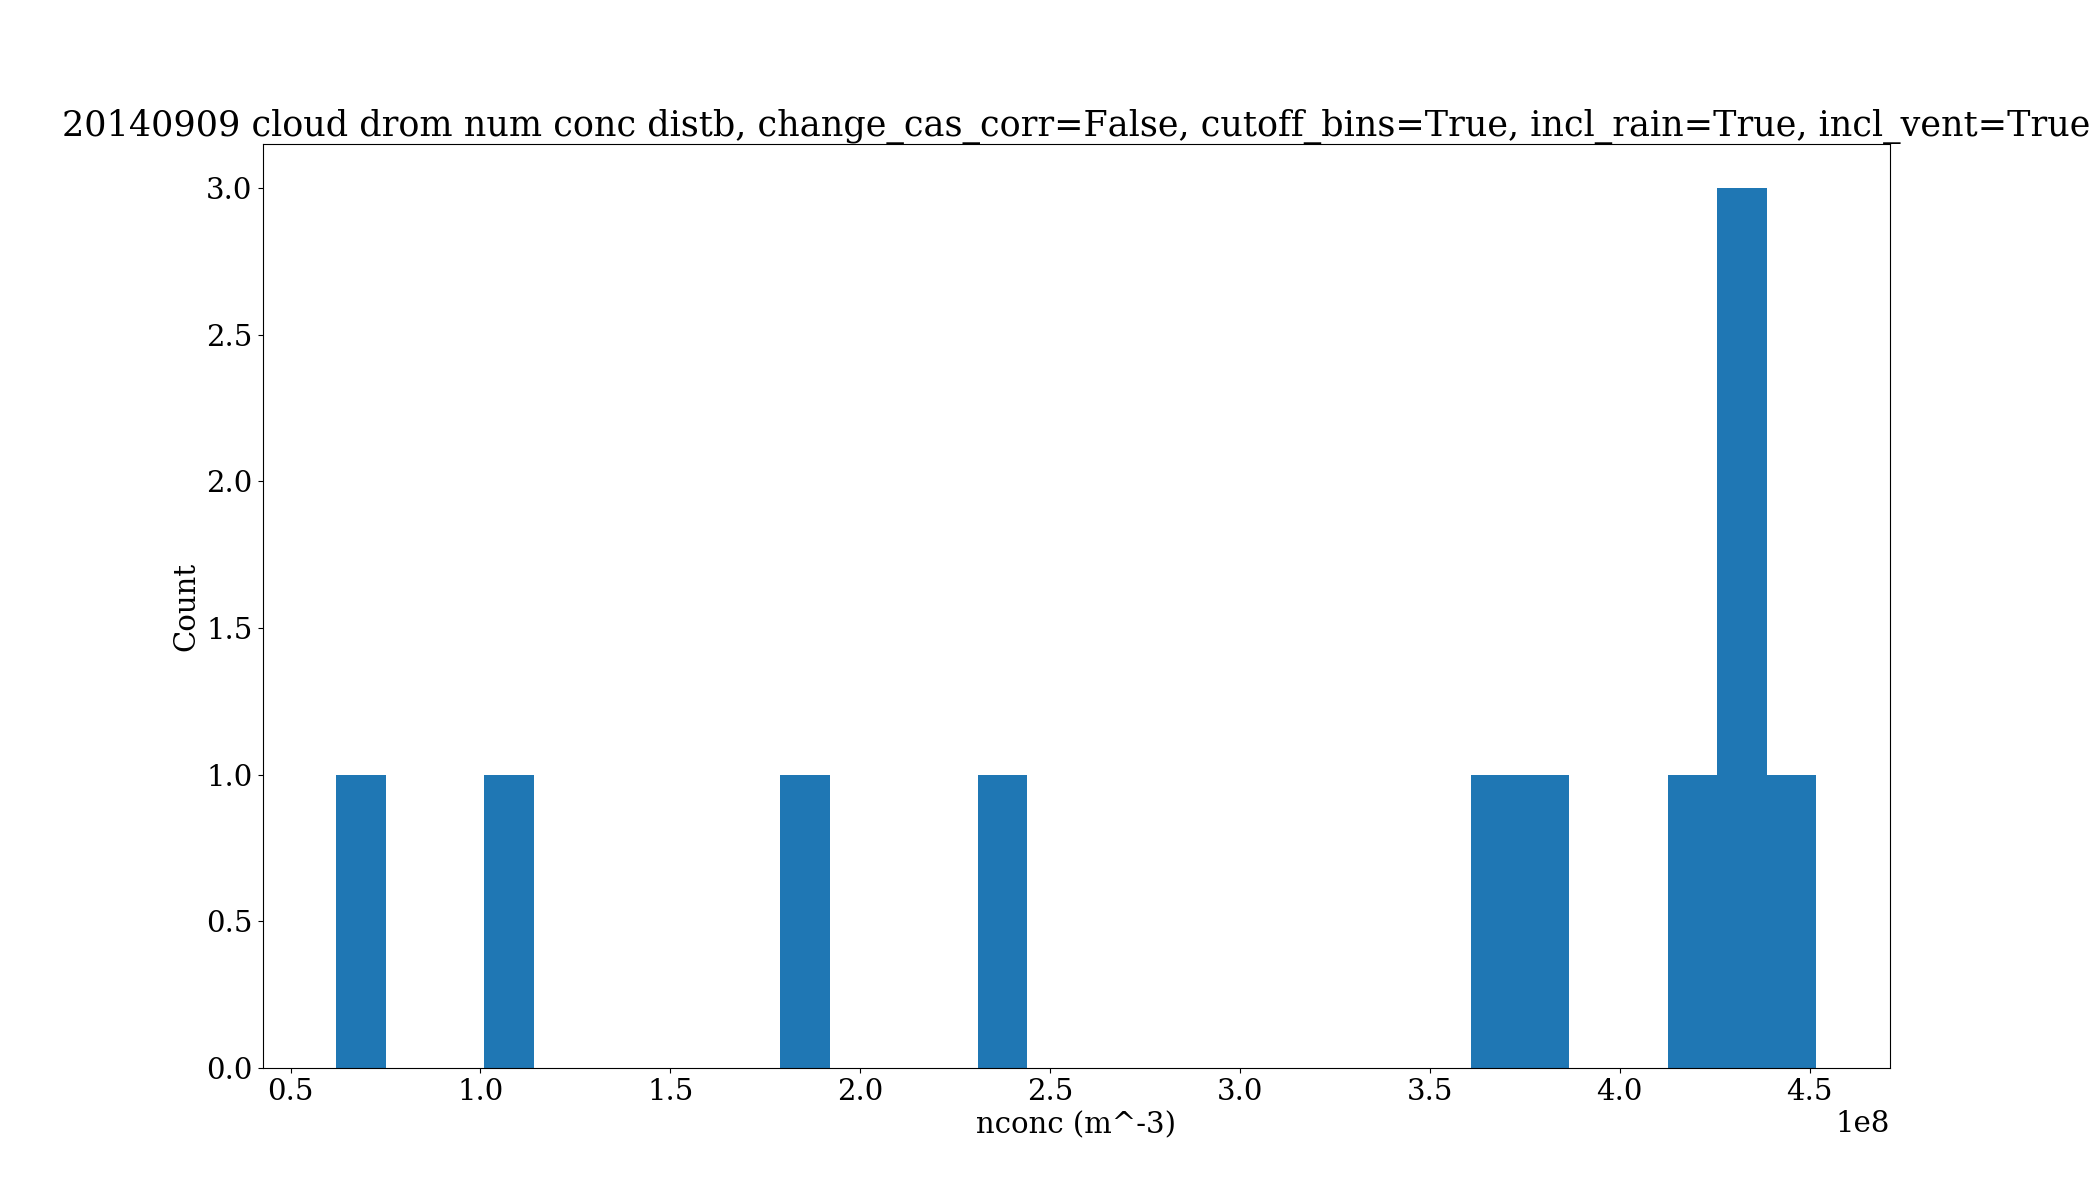 20140909 cloud drom num conc distb, change_cas_corr=False, cutoff_bins=True, incl_rain=True, incl_vent=True
3.0
2.5
2.0
1.5
1.0
0.5
0.0
Count
0.5 1.0 1.5 2.0 2.5 3.0 3.5 4.0 4.5
nconc (m^-3)
1e8